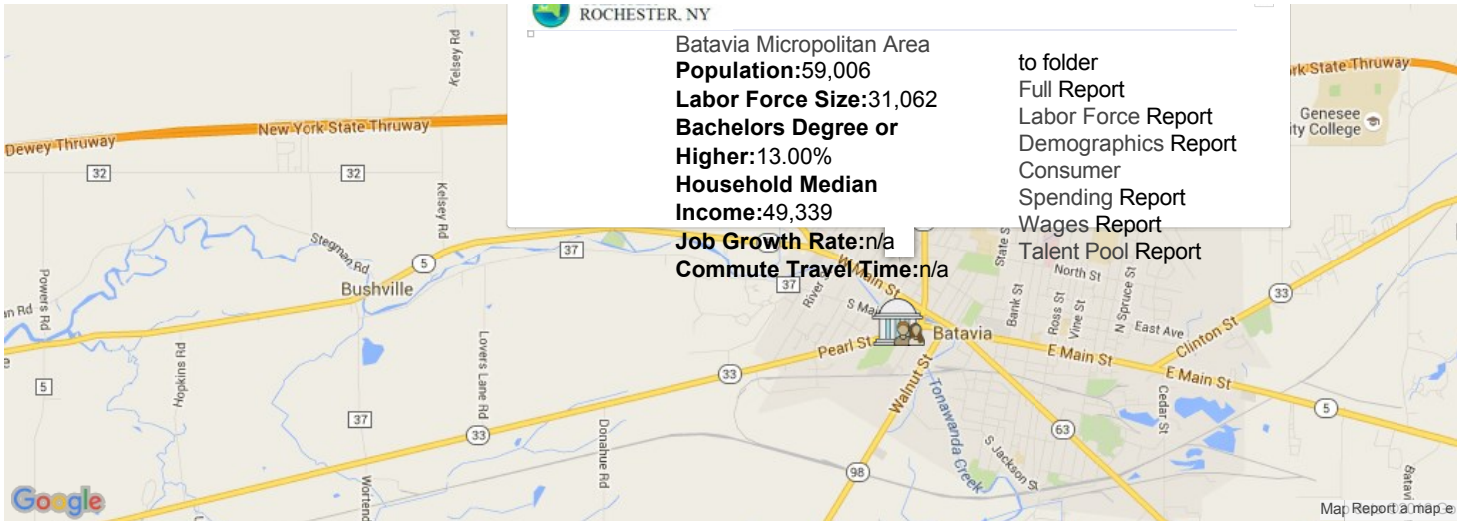 ROCHESTER, NY
Batavia Micropolitan Area
Population:59,006
Labor Force Size:31,062
Bachelors Degree or
Higher:13.00%
Household Median
Income:49,339
Job Growth Rate:n/a
Commute Travel Time:n/a
to folder
Full Report
Labor Force Report
Demographics Report
Consumer
Spending Report
Wages Report
Talent Pool Report
Kelsey Rd
New York State Thruway
Dewey Thruway
32
32
rk State Thruway
Genesee
ity College
Kelsey Rd
Stegman Rd
5
37
Bushville
Powers Rd
an Rd
W Main St
37
River
S Ma
State S
North St
Bank St
Ross St
Vine St
N Spruce St
East Ave
33
Clinton St
Batavia
Pearl St
E Main St
E Main St
Hopkins Rd
Lovers Lane Rd
5
33
Walnut St
Tonawanda Creek
Cedar St
5
37
33
Donahue Rd
63
S Jackson St
98
Wortend
Batavi
Google
Map
Report a map e